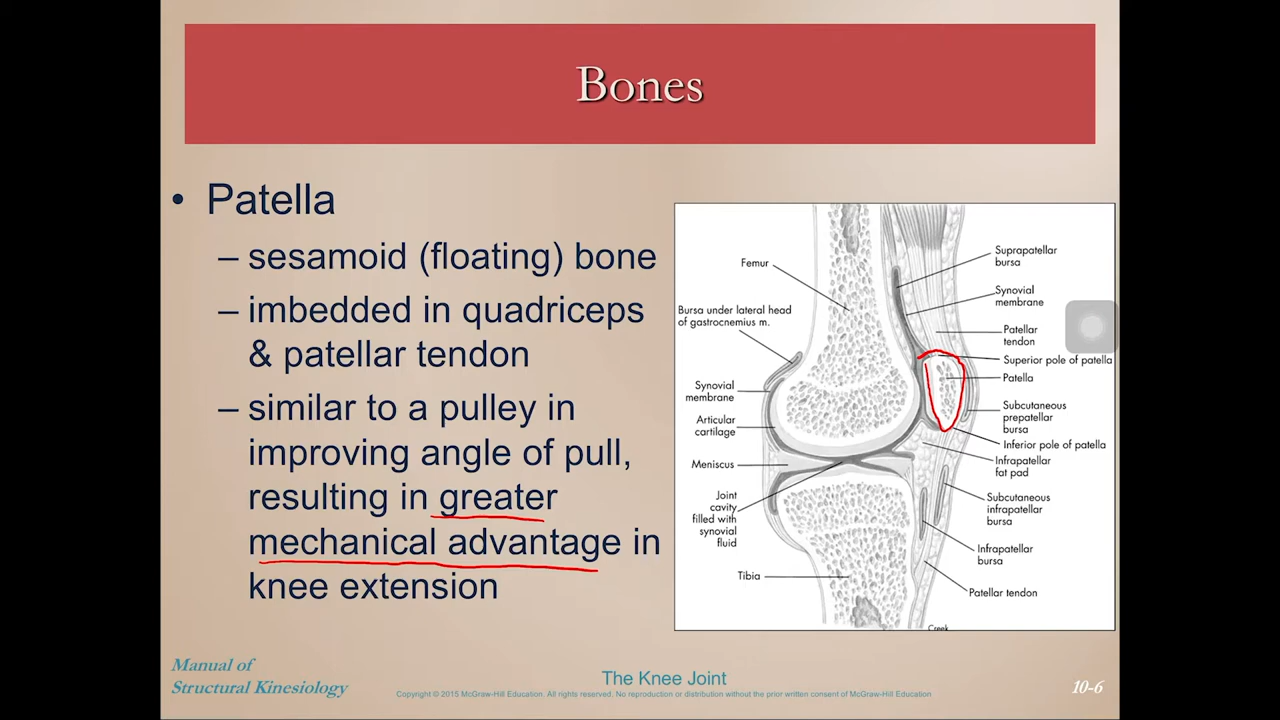 Bones
• Patella
– sesamoid (floating) bone
– imbedded in quadriceps
& patellar tendon
– similar to a pulley in
improving angle of pull,
resulting in greater
mechanical advantage in
knee extension
Femur
Bursa under lateral head
of gastrocnemius m.
Synovial
membrane
Articular
cartilage
Meniscus
Joint
cavity
filled with
synovial
fluid
Tibia
Suprapatellar
bursa
Synovial
membrane
Patellar
tendon
Superior pole of patella
Patella
Subcutaneous
prepatellar
bursa
Inferior pole of patella
Infrapatellar
fat pad
Subcutaneous
infrapatellar
bursa
Infrapatellar
bursa
Patellar tendon
Creek
Manual of
Structural Kinesiology
The Knee Joint
Copyright © 2015 McGraw-Hill Education. All rights reserved. No reproduction or distribution without the prior written consent of McGraw-Hill Education
10-6